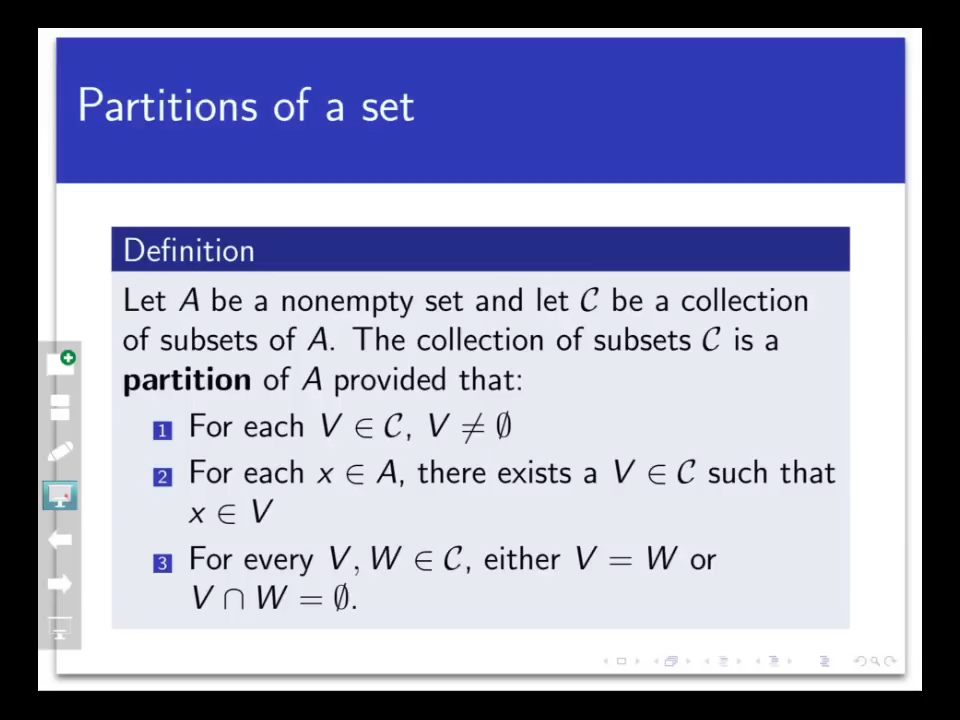 Partitions of a set
Definition
Let A be a nonempty set and let 𝒞 be a collection
of subsets of A. The collection of subsets 𝒞 is a
partition of A provided that:
1 For each V ∈ 𝒞, V ≠ ∅
2 For each x ∈ A, there exists a V ∈ 𝒞 such that
x ∈ V
3 For every V, W ∈ 𝒞, either V = W or
V ∩ W = ∅.